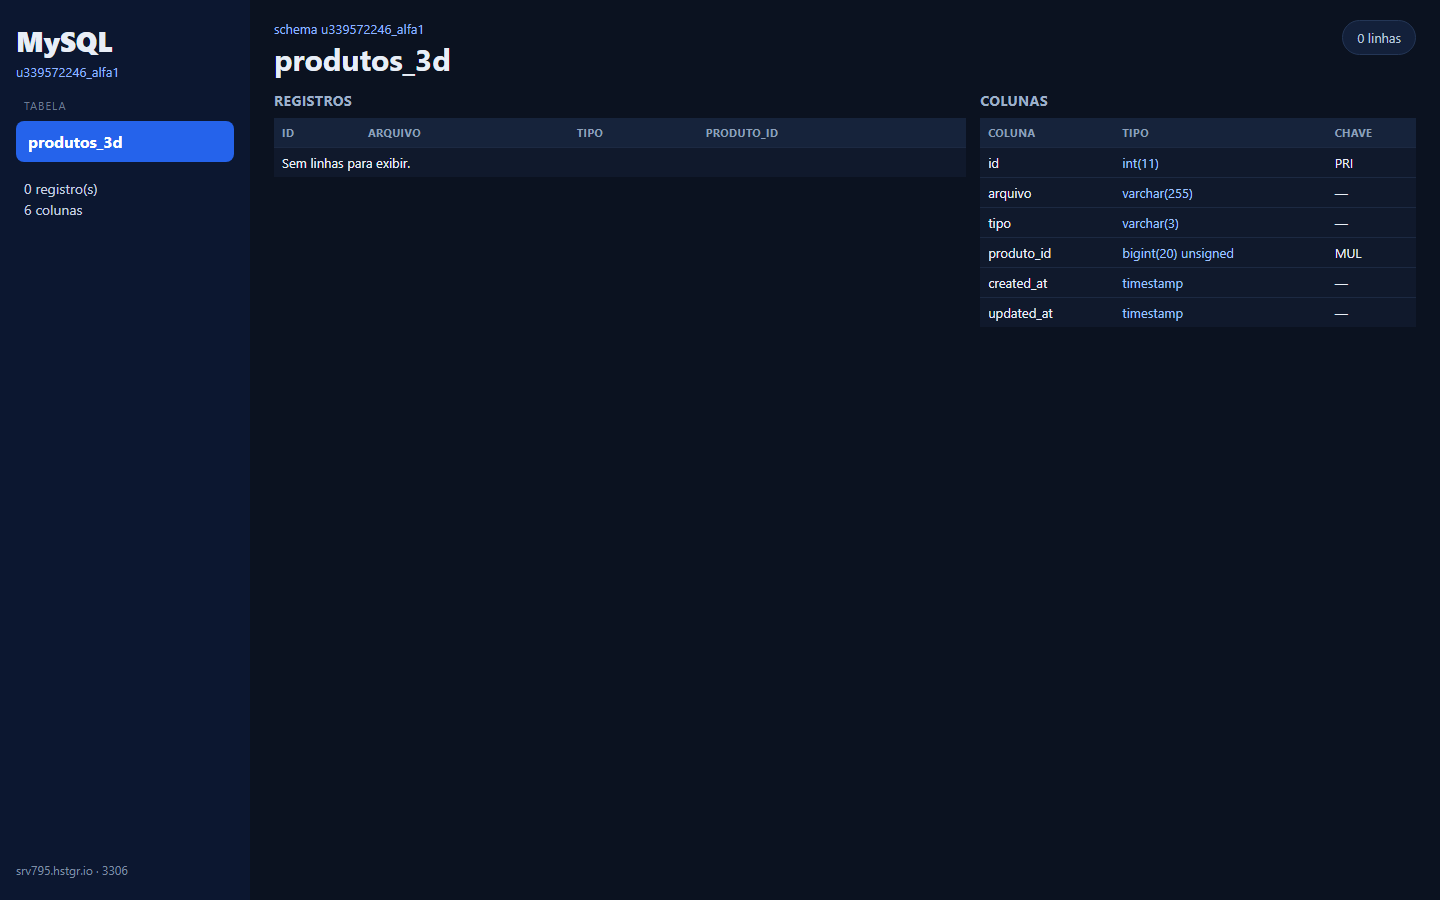 MySQL
u339572246_alfa1
TABELA
produtos_3d
0 registro(s)
6 colunas
srv795.hstgr.io · 3306
schema u339572246_alfa1
produtos_3d
0 linhas
REGISTROS
ID ARQUIVO TIPO PRODUTO_ID
Sem linhas para exibir.
COLUNAS
COLUNA TIPO CHAVE
id int(11) PRI
arquivo varchar(255) —
tipo varchar(3) —
produto_id bigint(20) unsigned MUL
created_at timestamp —
updated_at timestamp —